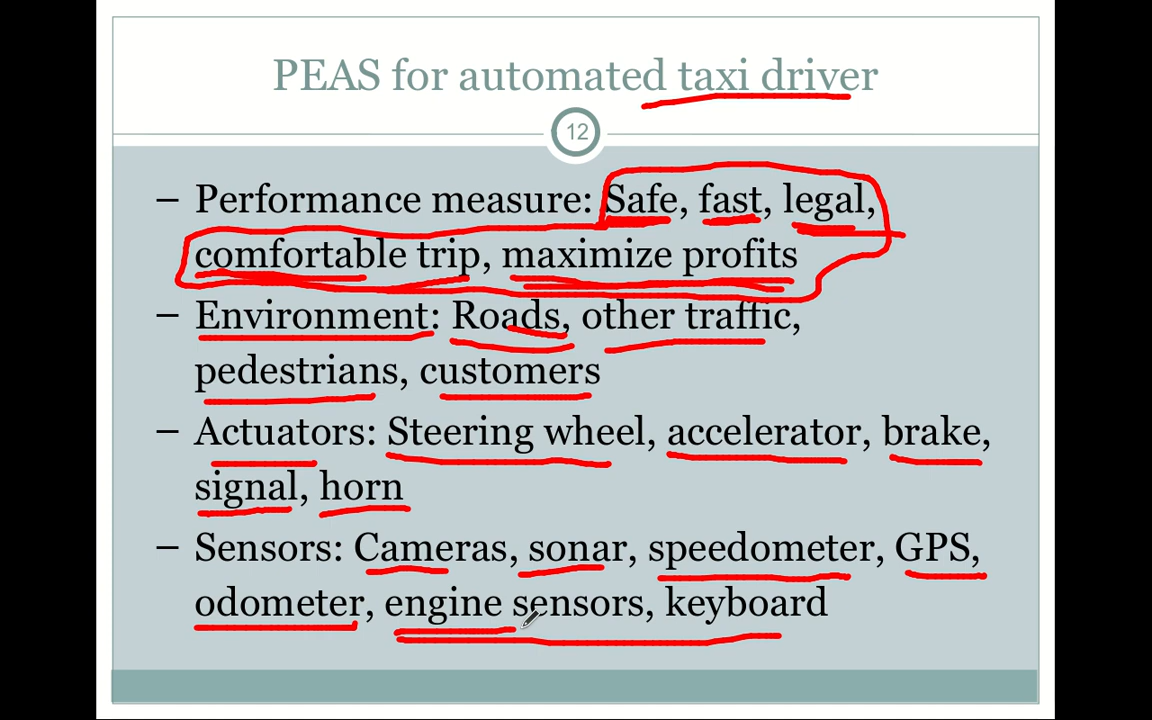 PEAS for automated taxi driver
12
– Performance measure: Safe, fast, legal,
comfortable trip, maximize profits
– Environment: Roads, other traffic,
pedestrians, customers
– Actuators: Steering wheel, accelerator, brake,
signal, horn
– Sensors: Cameras, sonar, speedometer, GPS,
odometer, engine sensors, keyboard